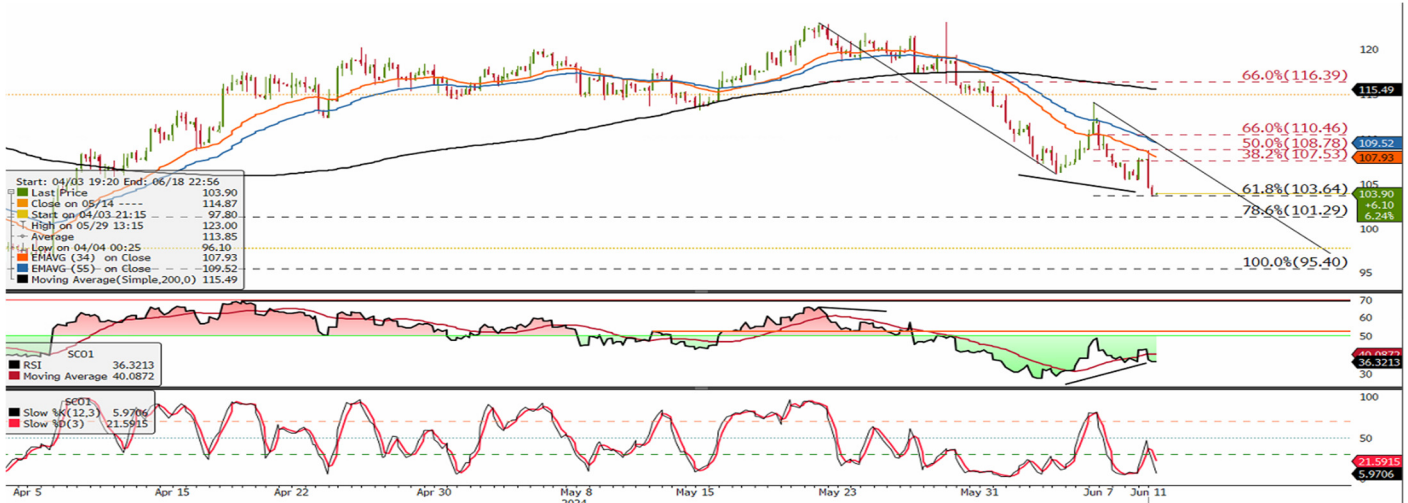 120
66.0%(116.39)
115.49
115
66.0%(110.46)
110
50.0%(108.78)
109.52
38.2%(107.53)
107.93
105
61.8%(103.64)
103.90
+6.10
6.24%
78.6%(101.29)
100
100.0%(95.40)
95
Start: 04/03 19:20 End: 06/18 22:56
Last Price 103.90
Close on 05/14 ---- 114.87
Start on 04/03 21:15 97.80
High on 05/29 13:15 123.00
Average 113.85
Low on 04/04 00:25 96.10
EMAVG (34) on Close 107.93
EMAVG (55) on Close 109.52
Moving Average(Simple,200,0) 115.49
70
60
50
40.0872
36.3213
30
SCO1
RSI 36.3213
Moving Average 40.0872
100
50
21.5915
5.9706
SCO1
Slow %K(12,3) 5.9706
Slow %D(3) 21.5915
Apr 5 Apr 15 Apr 22 Apr 30 May 8 May 15 May 23 May 31 Jun 7 Jun 11